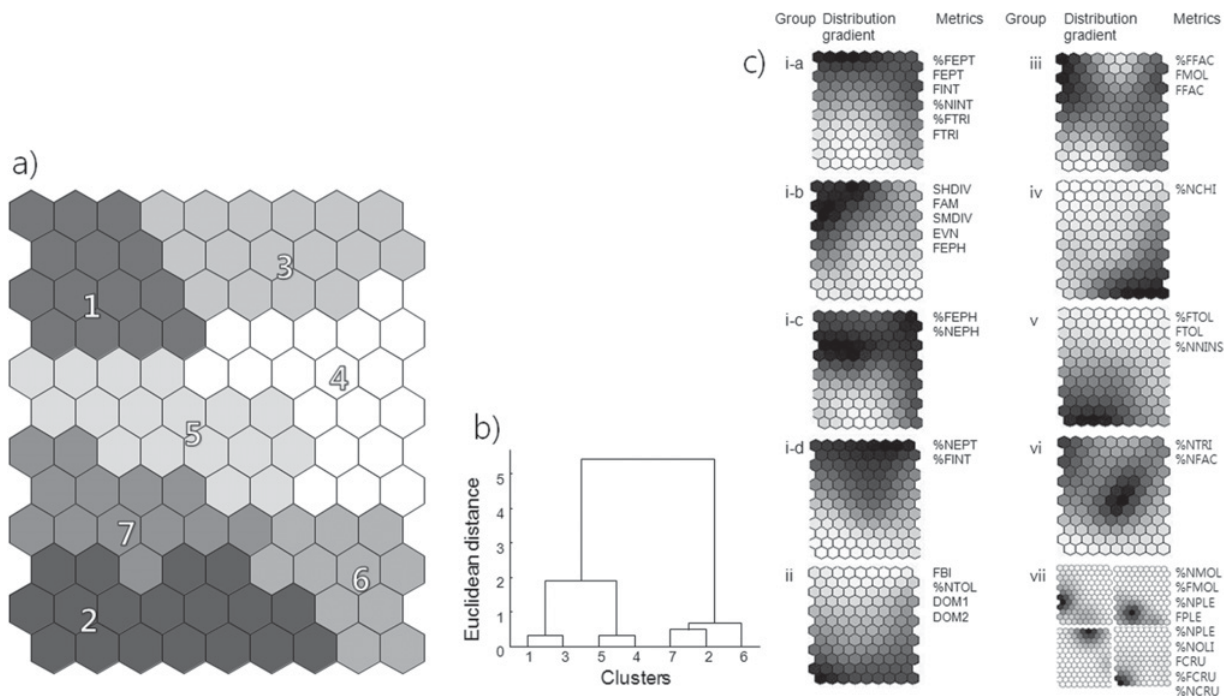 a)
1
3
4
5
7
6
2
b)
Euclidean distance
5
4
3
2
1
0
1 3 5 4 7 2 6
Clusters
c)
Group Distribution gradient Metrics
i-a
%FEPT
FEPT
FINT
%NINT
%FTRI
FTRI
i-b
SHDIV
FAM
SMDIV
EVN
FEPH
i-c
%FEPH
%NEPH
i-d
%NEPT
%FINT
ii
FBI
%NTOL
DOM1
DOM2
Group Distribution gradient Metrics
iii
%FFAC
FMOL
FFAC
iv
%NCHI
v
%FTOL
FTOL
%NNINS
vi
%NTRI
%NFAC
vii
%NMOL
%FMOL
%NPLE
FPLE
%NPLE
%NOLI
FCRU
%FCRU
%NCRU